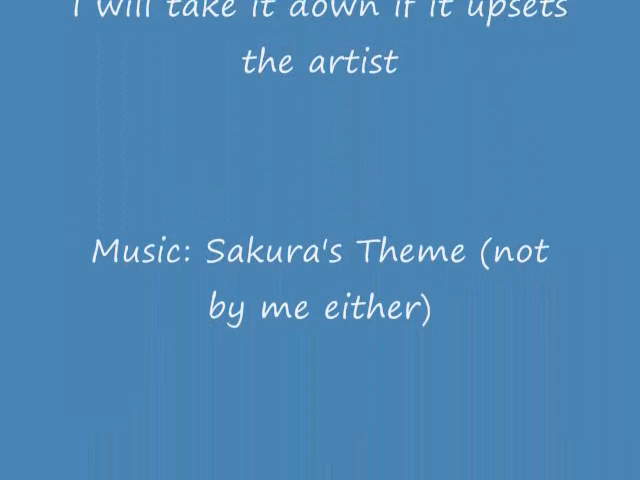 I will take it down if it upsets
the artist
Music: Sakura's Theme (not
by me either)